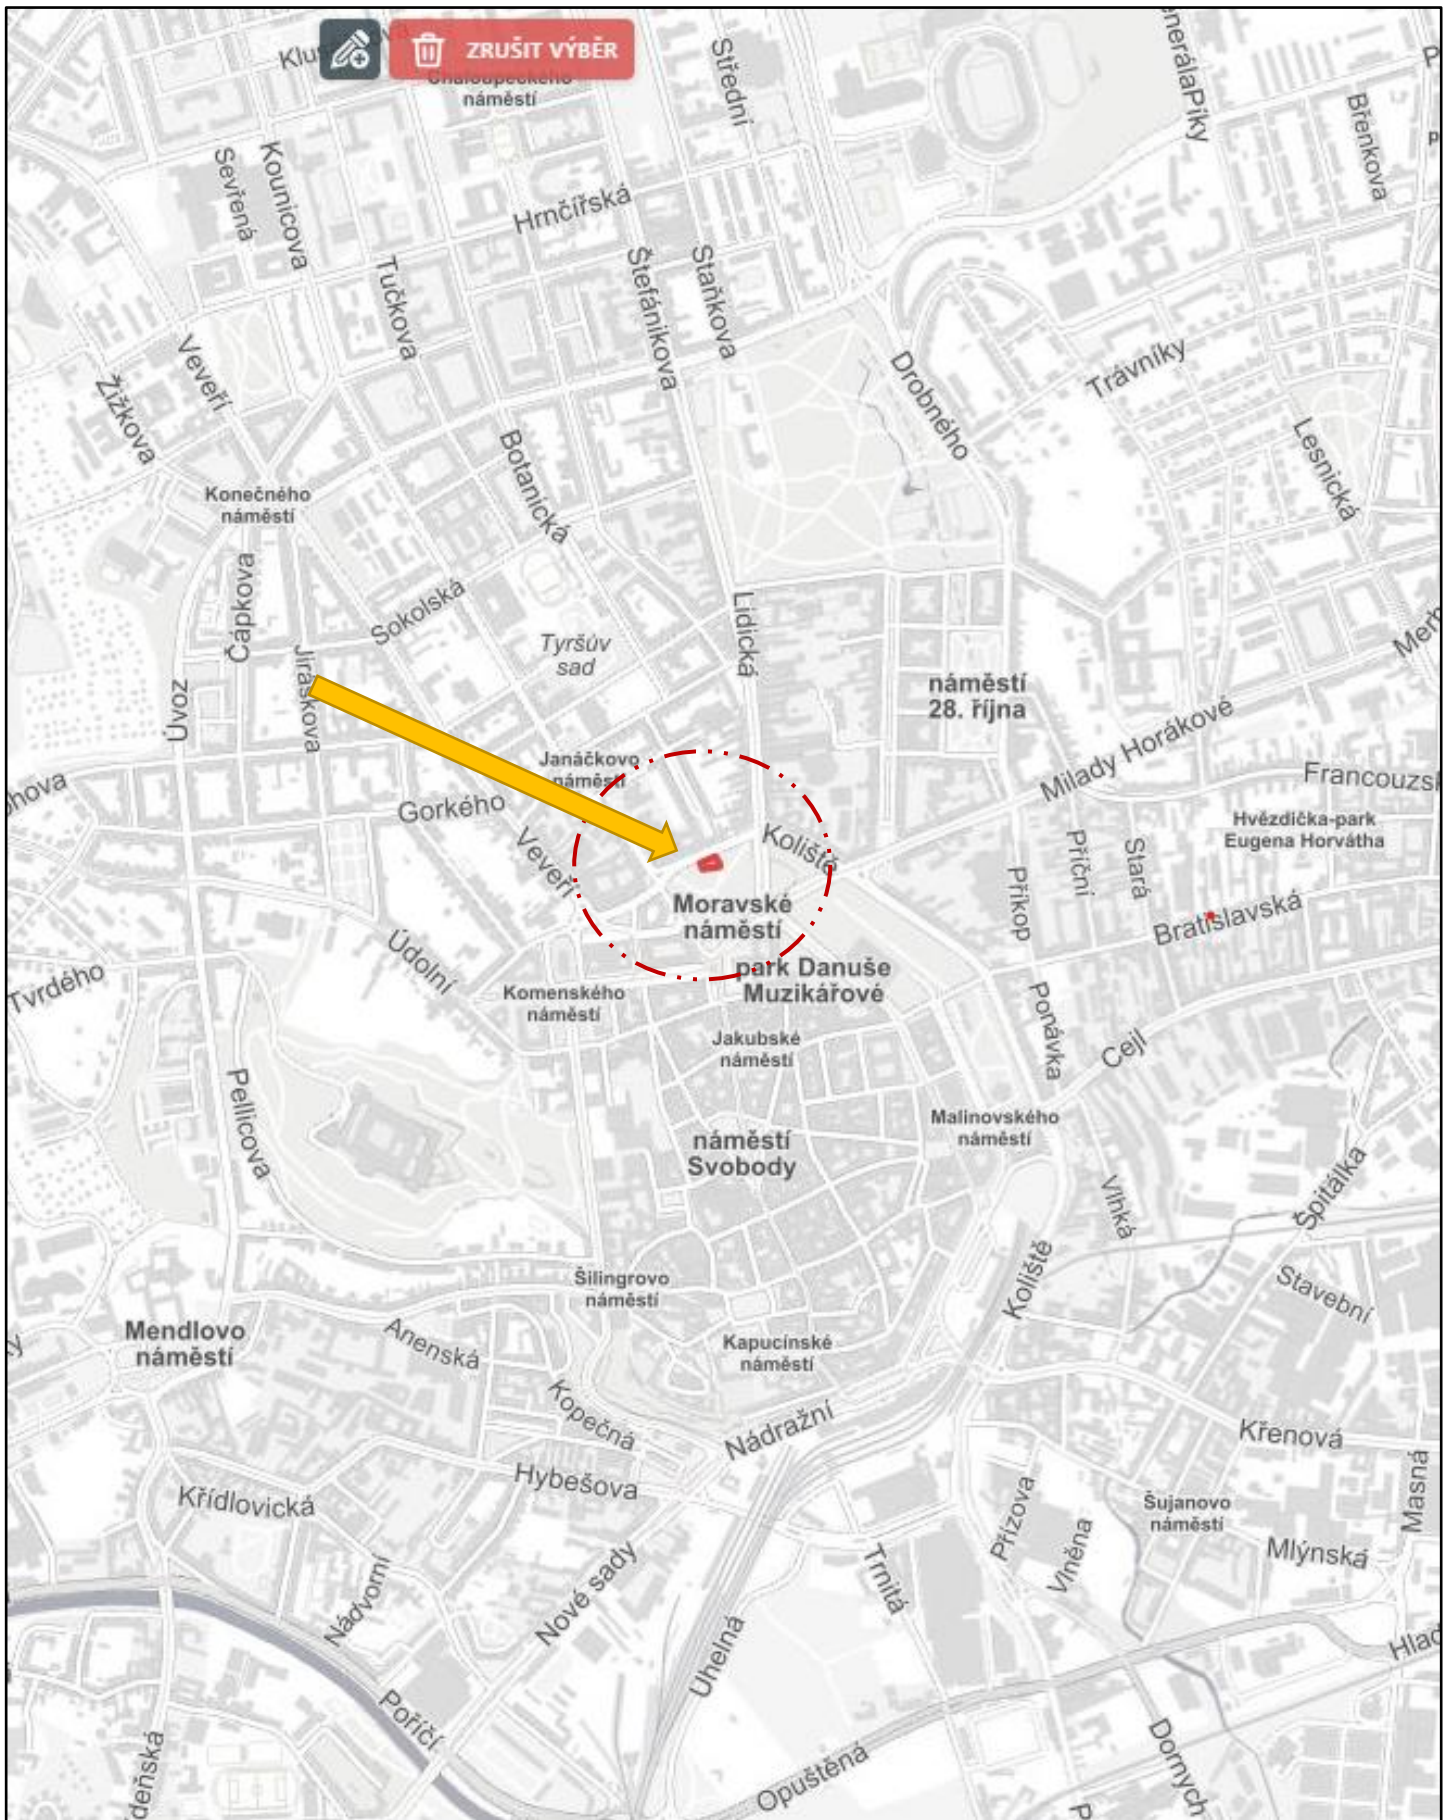 ZRUŠIT VÝBĚR
náměstí
Střední
Břenkova
Sevřená
Kounicova
Hrnčířská
Tučkova
Štefánikova
Staňkova
Veveří
Žižkova
Drobného
Trávníky
Lesnická
Botanická
Konečného
náměstí
Čápkova
Sokolská
Lidická
Tyršův
sad
Jiráskova
Úvoz
náměstí
28. října
Milady Horákové
Janáčkovo
náměstí
Gorkého
Veveří
Koliště
Hvězdička-park
Eugena Horvátha
Příční
Stará
Příkop
Bratislavská
Moravské
náměstí
park Danuše
Muzikářové
Údolní
Tvrdého
Komenského
náměstí
Ponávka
Cejl
Jakubské
náměstí
Pellicova
Malinovského
náměstí
náměstí
Svobody
Vlhká
Špitálka
Koliště
Stavební
Šilingrovo
náměstí
Mendlovo
náměstí
Anenská
Kapucínské
náměstí
Kopečná
Nádražní
Křenová
Hybešova
Křídlovická
Masná
Přízova
Šujanovo
náměstí
Vlněna
Mlýnská
Trnitá
Nové sady
Nádvorní
Uhelná
Poříčí
Opuštěná
Dornych